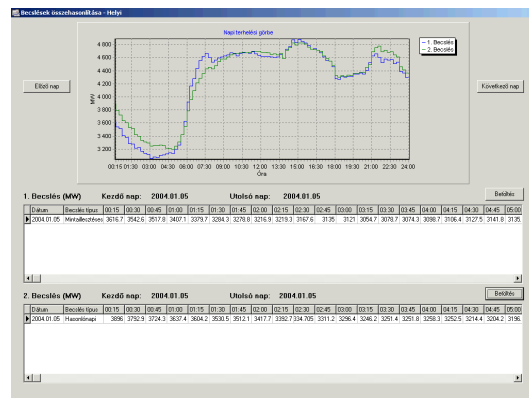 Becslések összehasonlítása - Helyi
Napi terhelési görbe
1. Becslés
2. Becslés
4 800
4 600
4 400
4 200
4 000
3 800
3 600
3 400
3 200
MW
Előző nap
Következő nap
00:15 01:30 03:00 04:30 06:00 07:30 09:00 10:30 12:00 13:30 15:00 16:30 18:00 19:30 21:00 22:30 24:00
Óra
1. Becslés (MW) Kezdő nap: 2004.01.05 Utolsó nap: 2004.01.05 Betöltés
Dátum Becslés típus 00:15 00:30 00:45 01:00 01:15 01:30 01:45 02:00 02:15 02:30 02:45 03:00 03:15 03:30 03:45 04:00 04:15 04:30 04:45 05:00
2004.01.05 Mintaillesztéses 3616.7 3542.6 3517.8 3407.1 3379.7 3284.3 3278.8 3216.9 3219.3 3167.6 3135 3121 3054.7 3078.7 3074.3 3098.7 3106.4 3127.5 3141.8 3135.
2. Becslés (MW) Kezdő nap: 2004.01.05 Utolsó nap: 2004.01.05 Betöltés
Dátum Becslés típus 00:15 00:30 00:45 01:00 01:15 01:30 01:45 02:00 02:15 02:30 02:45 03:00 03:15 03:30 03:45 04:00 04:15 04:30 04:45 05:00
2004.01.05 Hasonlónapi 3896 3792.9 3724.3 3637.4 3604.2 3530.5 3512.1 3417.7 3392.7 334.705 3311.2 3296.4 3246.2 3251.4 3251.8 3258.3 3252.5 3214.4 3204.2 3196.